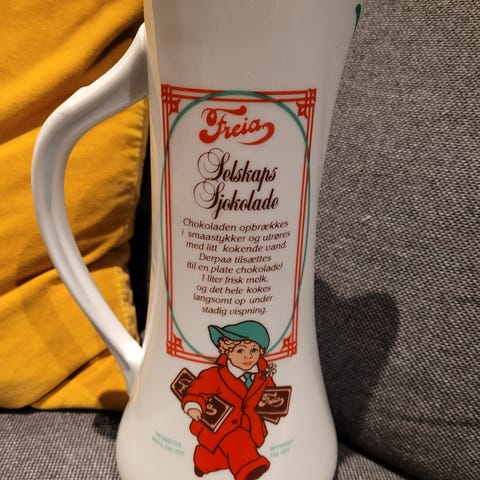 Freia
Selskaps
Sjokolade
Chokoladen opbrækkes
i smaastykker og utrøres
med litt kokende vand.
Derpaa tilsættes
(til en plate chokolade)
1 liter frisk melk,
og det hele kokes
langsomt op under
stadig vispning.
Freia